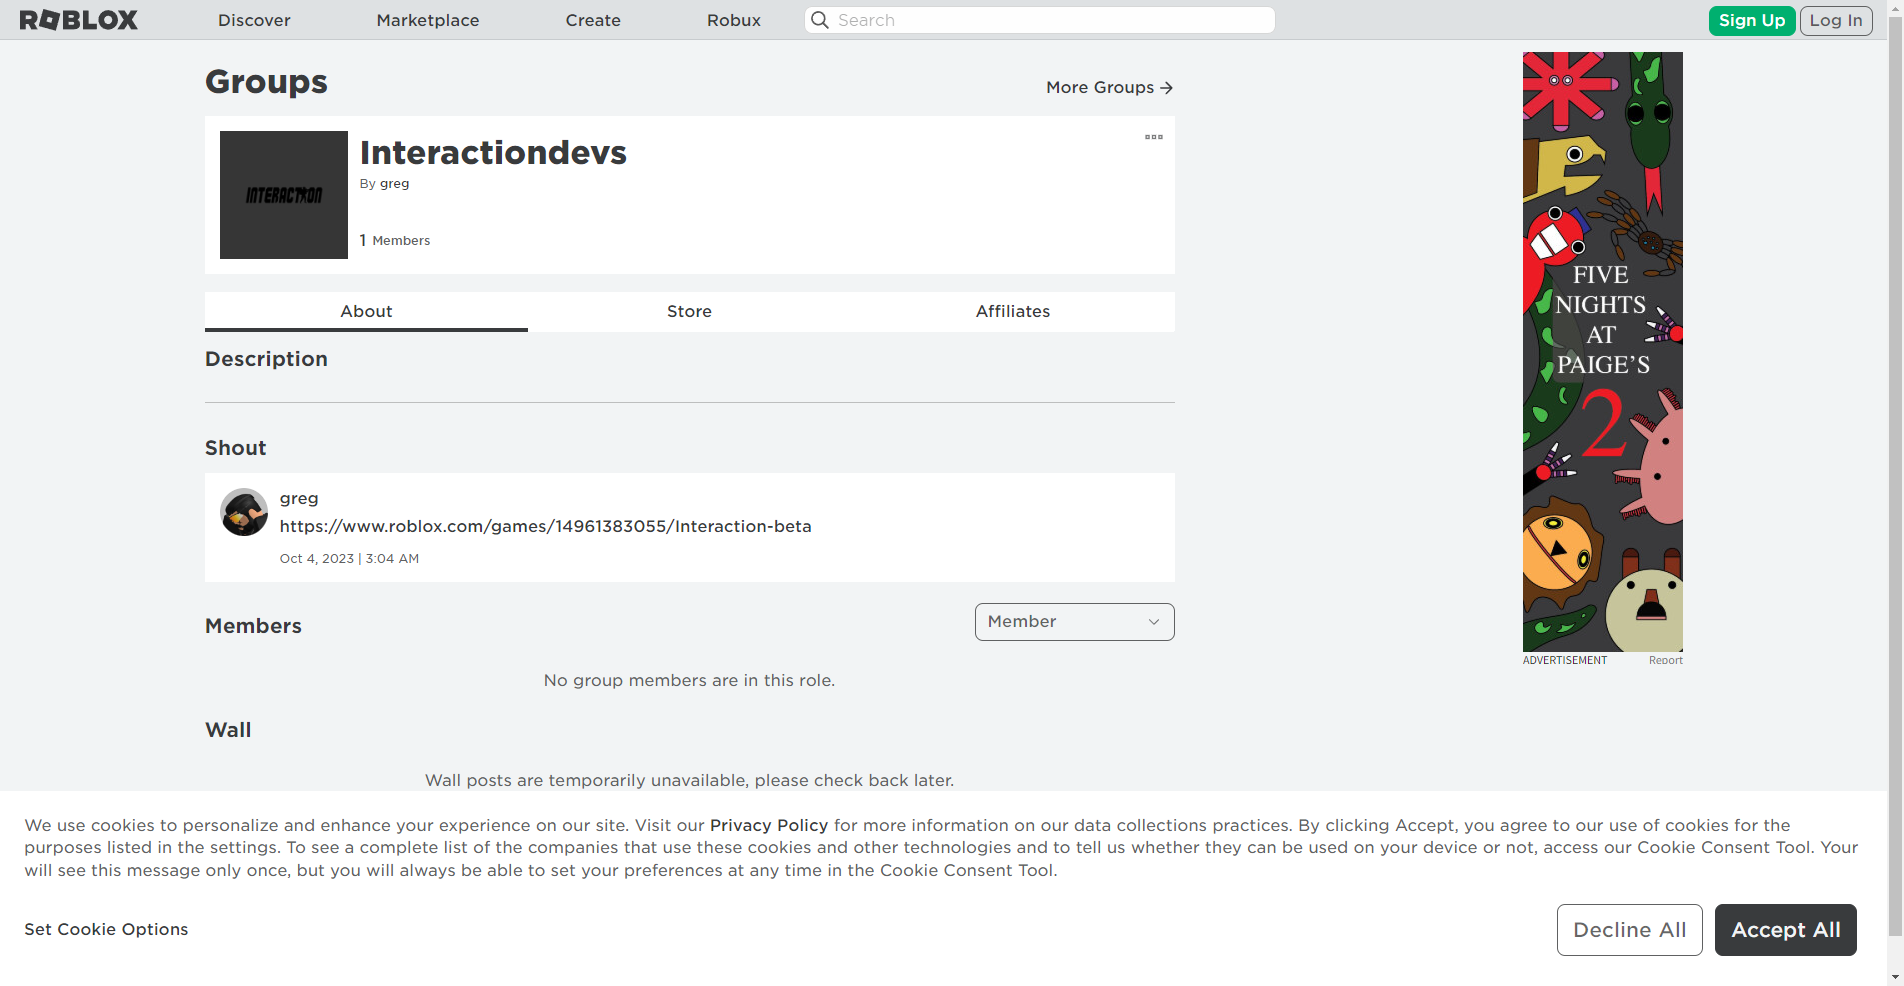 ROBLOX
Discover
Marketplace
Create
Robux
Search
Sign Up
Log In
Groups
More Groups →
INTERACTION
Interactiondevs
By greg
1 Members
About
Store
Affiliates
Description
Shout
greg
https://www.roblox.com/games/14961383055/Interaction-beta
Oct 4, 2023 | 3:04 AM
Members
Member
No group members are in this role.
Wall
Wall posts are temporarily unavailable, please check back later.
FIVE
NIGHTS
AT
PAIGE'S
2
ADVERTISEMENT
Report
We use cookies to personalize and enhance your experience on our site. Visit our Privacy Policy for more information on our data collections practices. By clicking Accept, you agree to our use of cookies for the
purposes listed in the settings. To see a complete list of the companies that use these cookies and other technologies and to tell us whether they can be used on your device or not, access our Cookie Consent Tool. Your
will see this message only once, but you will always be able to set your preferences at any time in the Cookie Consent Tool.
Set Cookie Options
Decline All
Accept All